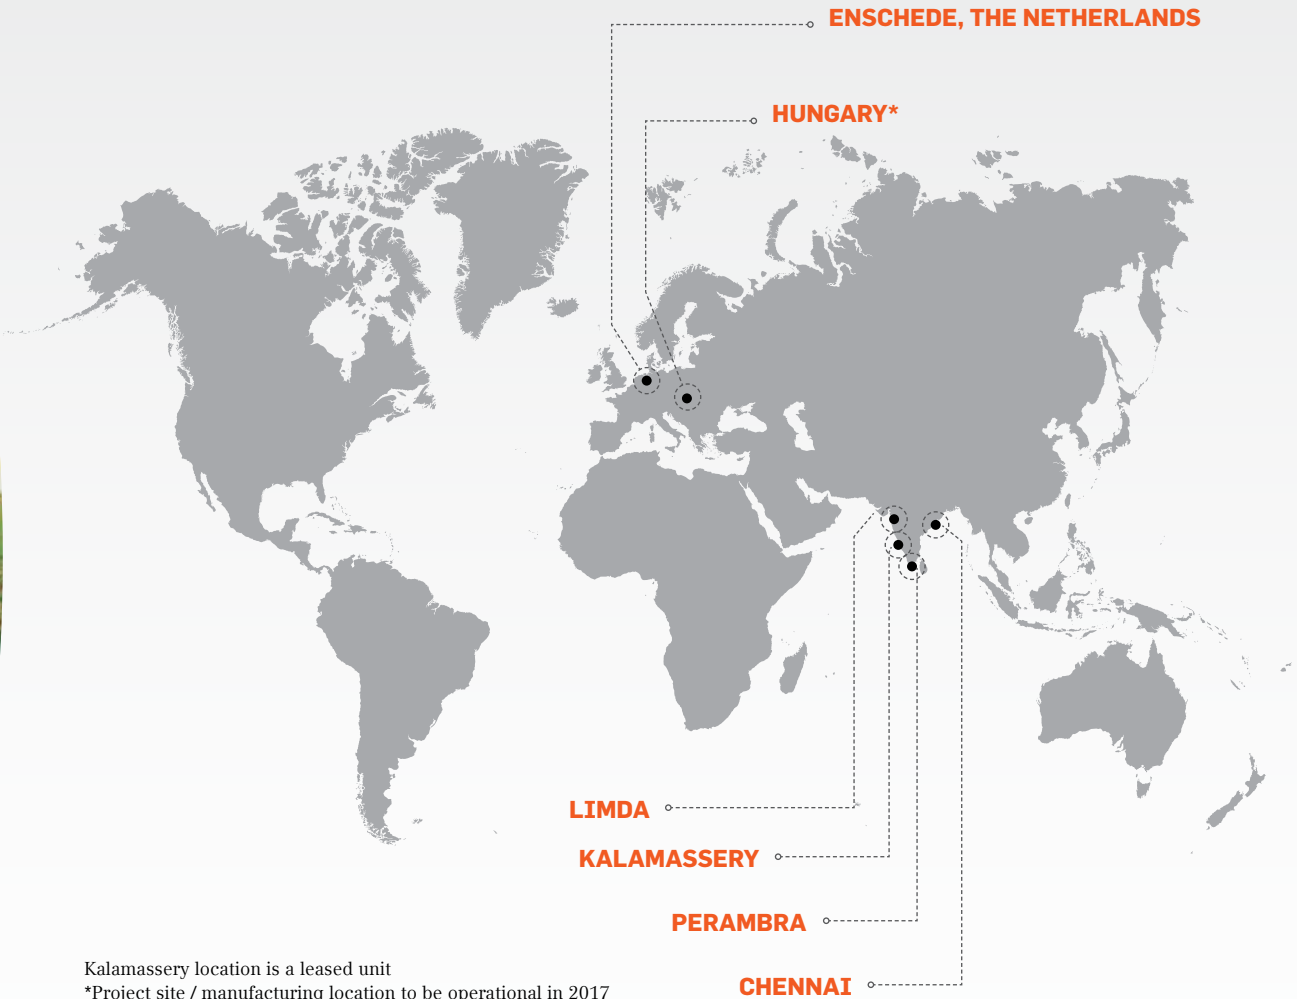 ENSCHEDE, THE NETHERLANDS
HUNGARY*
LIMDA
KALAMASSERY
PERAMBRA
CHENNAI
Kalamassery location is a leased unit
*Project site / manufacturing location to be operational in 2017